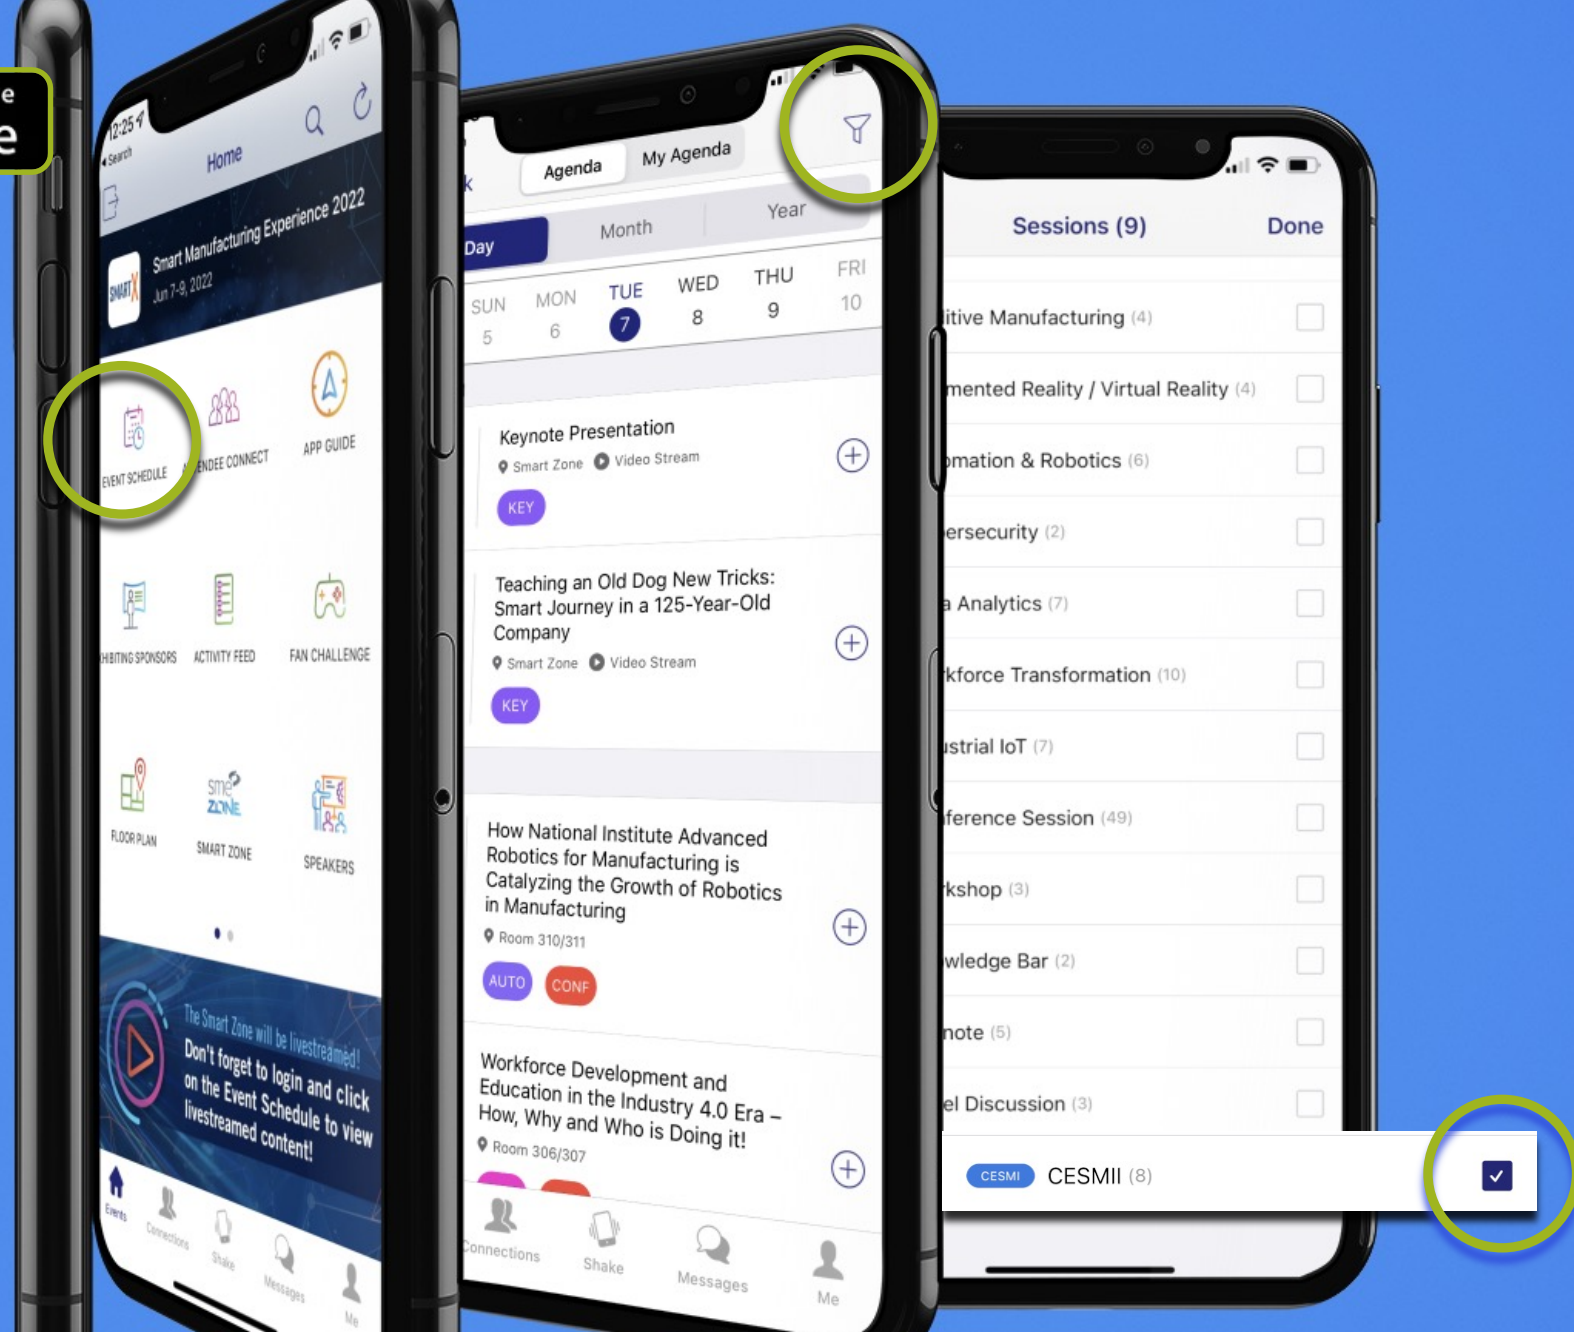 e
e
12:25
Search
Home
SMARTX
Smart Manufacturing Experience 2022
Jun 7-9, 2022
EVENT SCHEDULE
ENDEE CONNECT
APP GUIDE
HIBITING SPONSORS
ACTIVITY FEED
FAN CHALLENGE
FLOOR PLAN
sme ZONE
SMART ZONE
SPEAKERS
The Smart Zone will be livestreamed!
Don't forget to login and click
on the Event Schedule to view
livestreamed content!
Events
Connections
Shake
Messages
Me
k
Agenda
My Agenda
Day
Month
Year
SUN
MON
TUE
WED
THU
FRI
5
6
7
8
9
10
Keynote Presentation
Smart Zone
Video Stream
KEY
Teaching an Old Dog New Tricks:
Smart Journey in a 125-Year-Old
Company
Smart Zone
Video Stream
KEY
How National Institute Advanced
Robotics for Manufacturing is
Catalyzing the Growth of Robotics
in Manufacturing
Room 310/311
AUTO
CONF
Workforce Development and
Education in the Industry 4.0 Era –
How, Why and Who is Doing it!
Room 306/307
Connections
Shake
Messages
Me
Sessions (9)
Done
itive Manufacturing (4)
mented Reality / Virtual Reality (4)
omation & Robotics (6)
ersecurity (2)
a Analytics (7)
kforce Transformation (10)
ustrial IoT (7)
ference Session (49)
kshop (3)
wledge Bar (2)
note (5)
el Discussion (3)
CESMI
CESMII (8)